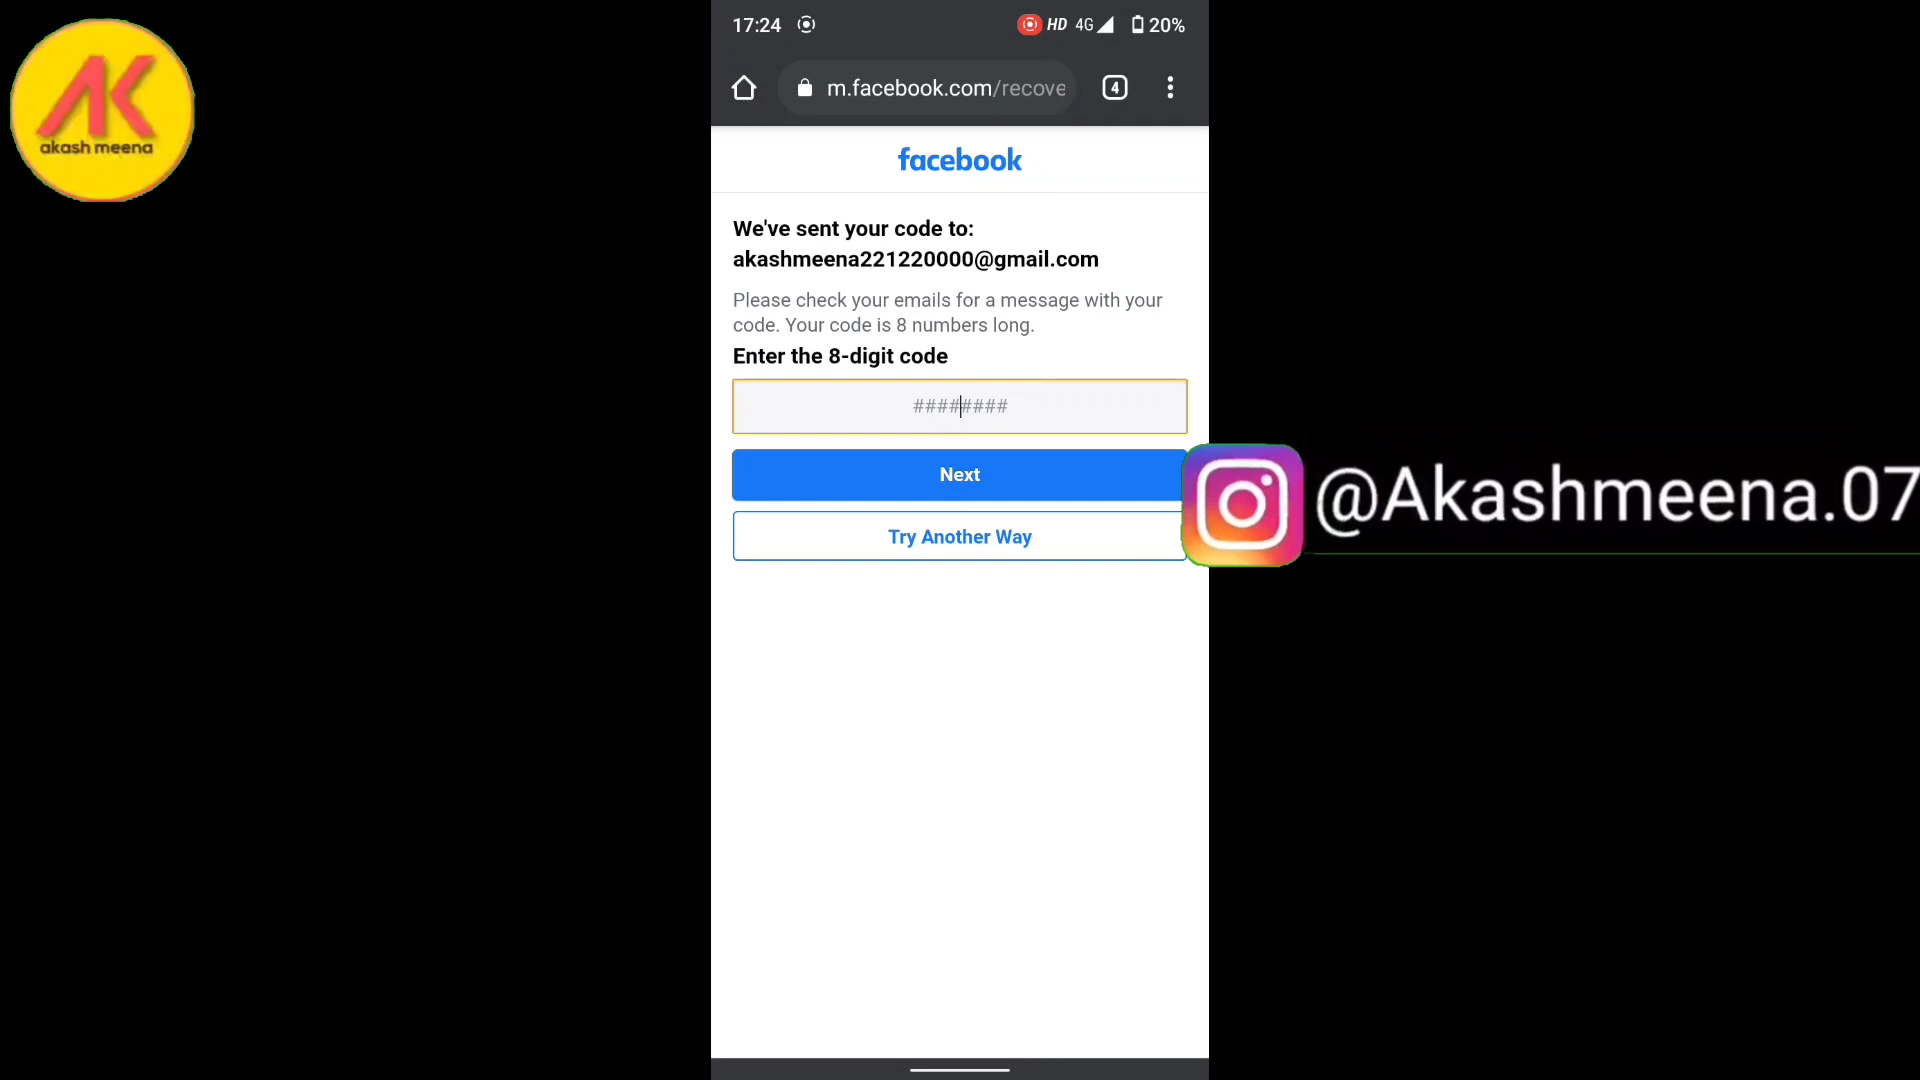 AK
akash meena
17:24
HD 4G 20%
m.facebook.com/recove
4
facebook
We've sent your code to:
akashmeena221220000@gmail.com
Please check your emails for a message with your
code. Your code is 8 numbers long.
Enter the 8-digit code
########
Next
Try Another Way
@Akashmeena.07